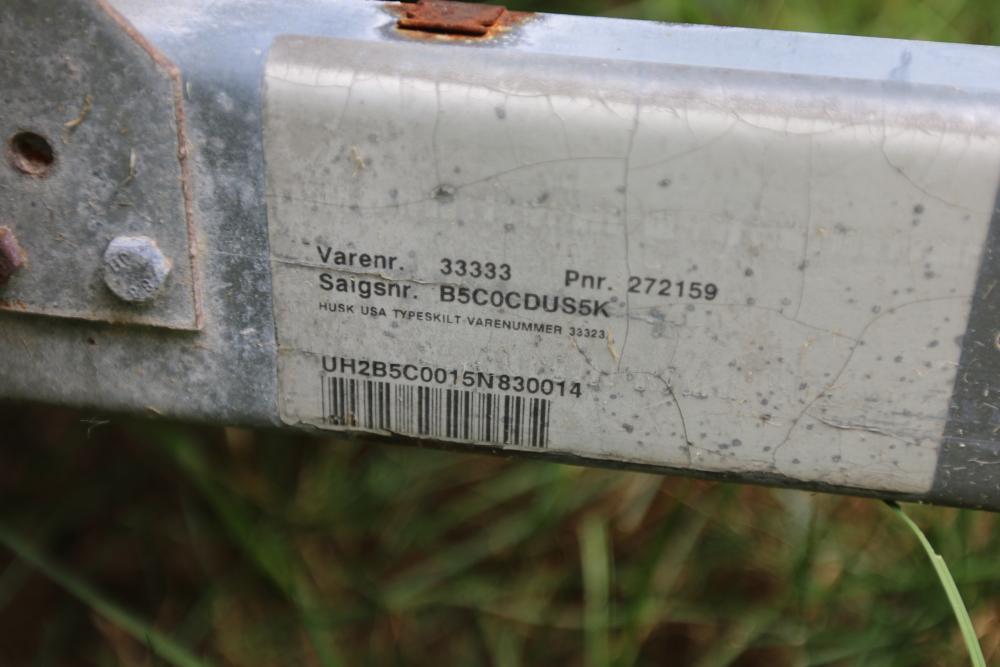 Varenr. 33333 Pnr. 272159
Salgsnr. B5C0CDUS5K
HUSK USA TYPESKILT VARENUMMER 33323
UH2B5C0015N830014